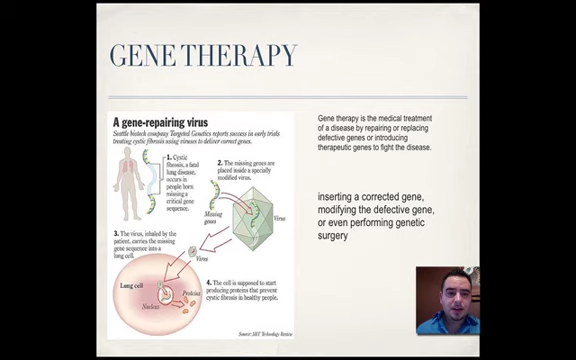 GENE THERAPY
A gene-repairing virus
Seattle biotech company Targeted Genetics reports success in early trials
treating cystic fibrosis using viruses to deliver correct genes.
1. Cystic
fibrosis, a fatal
lung disease,
occurs in
people born
missing a
critical gene
sequence.
2. The missing genes are
placed inside a specially
modified virus.
Missing
genes
Virus
3. The virus, inhaled by the
patient, carries the missing
gene sequence into a
lung cell.
Virus
Lung cell
Proteins
Nucleus
4. The cell is supposed to start
producing proteins that prevent
cystic fibrosis in healthy people.
Source: MIT Technology Review
Gene therapy is the medical treatment
of a disease by repairing or replacing
defective genes or introducing
therapeutic genes to fight the disease.
inserting a corrected gene,
modifying the defective gene,
or even performing genetic
surgery